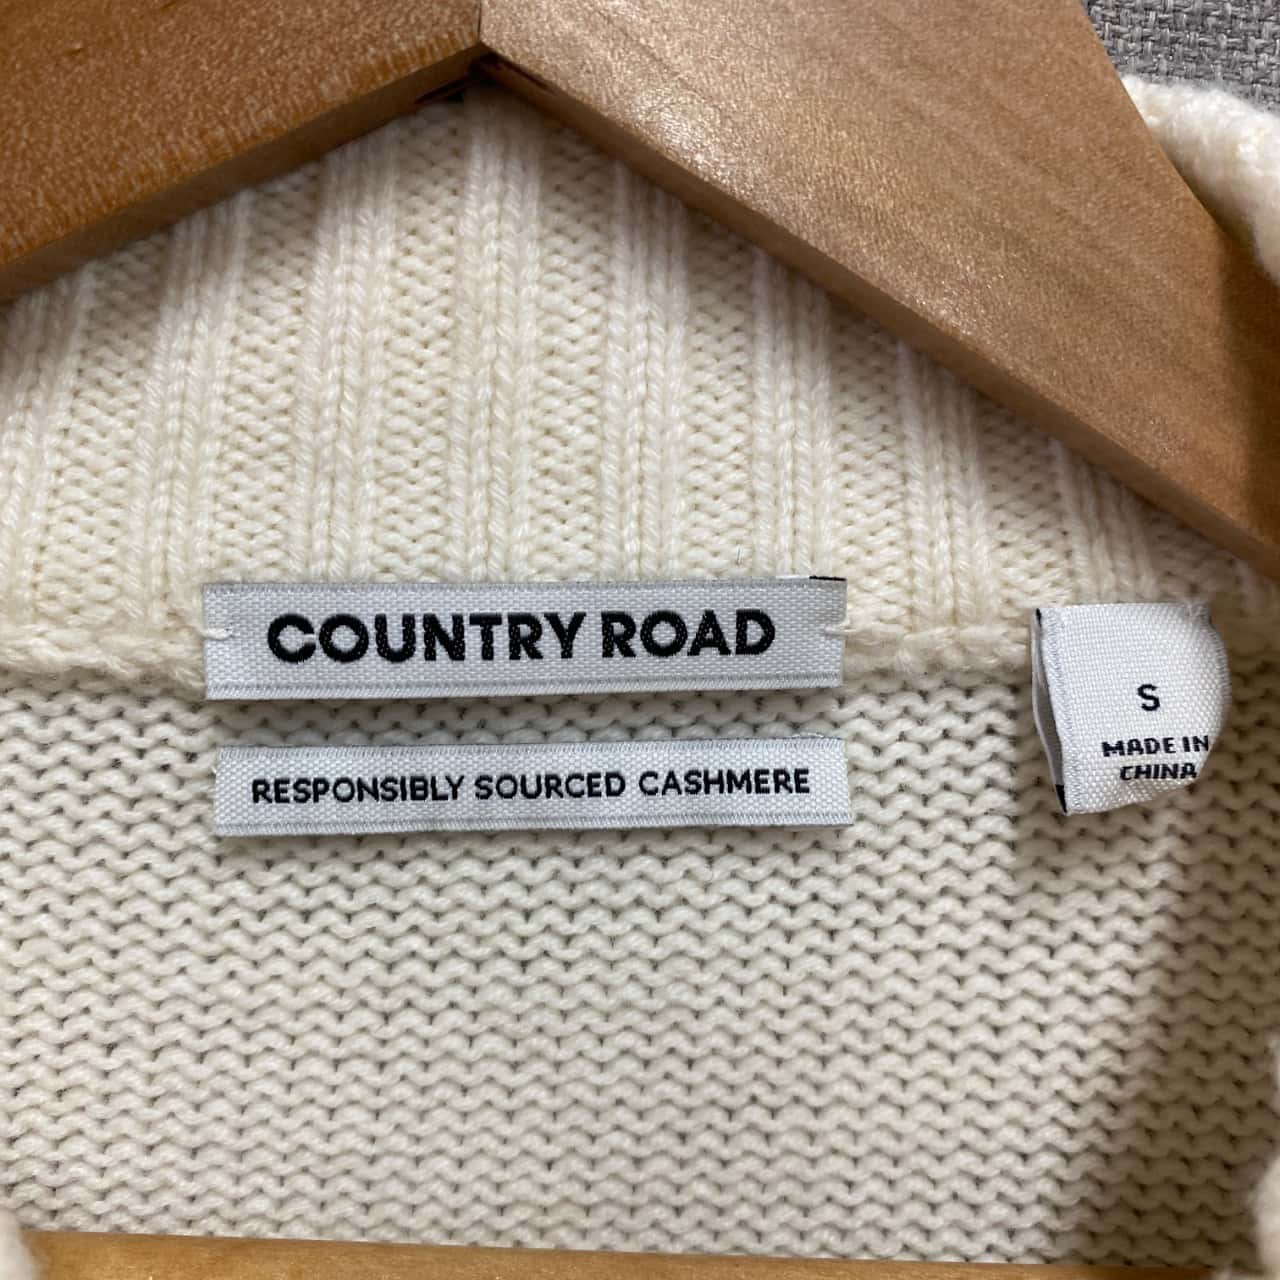 COUNTRY ROAD
RESPONSIBLY SOURCED CASHMERE
S
MADE IN
CHINA